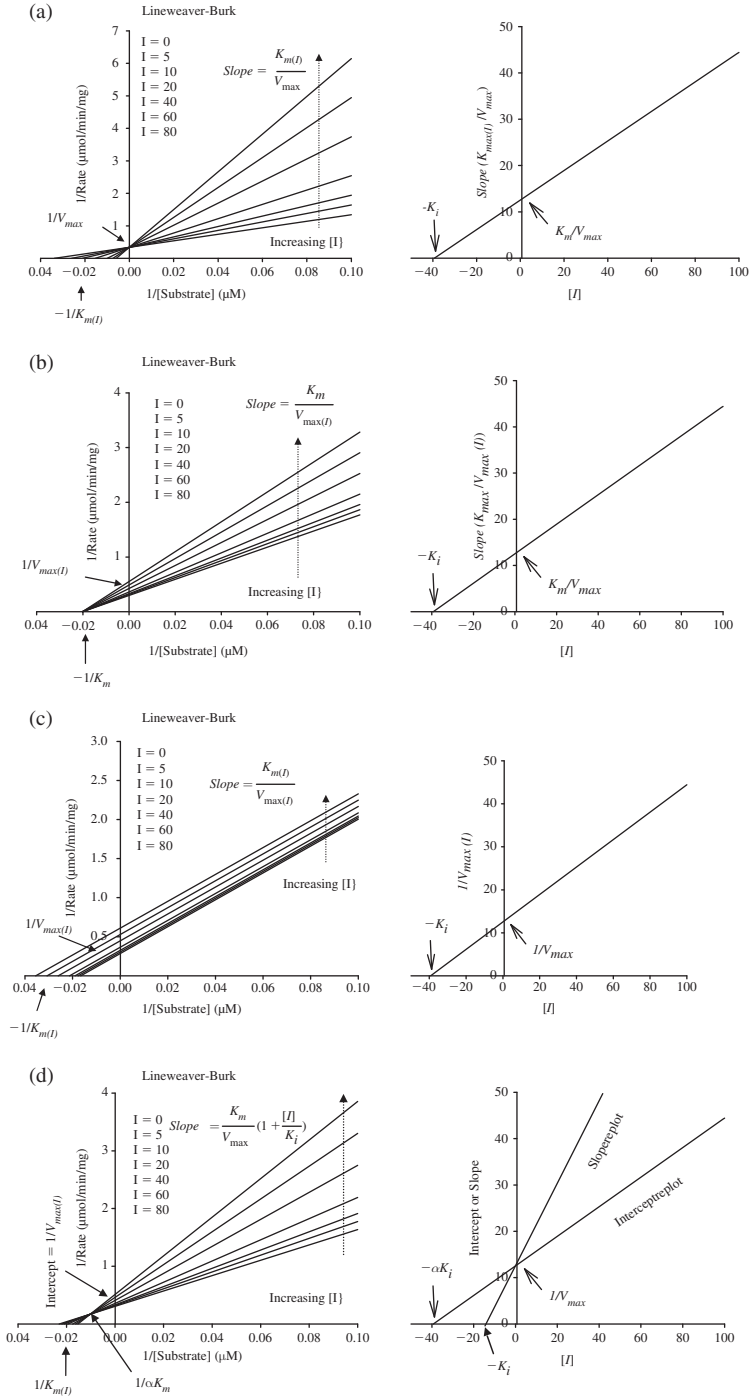 (a)
Lineweaver-Burk
7
6
5
4
3
2
1
1/Rate (μmol/min/mg)
I = 0
I = 5
I = 10
I = 20
I = 40
I = 60
I = 80
Slope = K_m(I) / V_max
1/V_max
Increasing [I}
0.04 −0.02 0.00 0.02 0.04 0.06 0.08 0.10
1/[Substrate] (μM)
−1/K_m(I)
50
40
30
20
10
0
Slope (K_max(I) /V_max)
-K_i
K_m/V_max
−40 −20 0 20 40 60 80 100
[I]
(b)
Lineweaver-Burk
4
3
2
1
1/Rate (μmol/min/mg)
I = 0
I = 5
I = 10
I = 20
I = 40
I = 60
I = 80
Slope = K_m / V_max(I)
1/V_max(I)
Increasing [I}
0.04 −0.02 0.00 0.02 0.04 0.06 0.08 0.10
1/[Substrate] (μM)
−1/K_m
50
40
30
20
10
0
Slope (K_max /V_max (I))
−K_i
K_m/V_max
−40 −20 0 20 40 60 80 100
[I]
(c)
Lineweaver-Burk
3.0
2.5
2.0
1.5
1.0
0.5
1/Rate (μmol/min/mg)
I = 0
I = 5
I = 10
I = 20
I = 40
I = 60
I = 80
Slope = K_m(I) / V_max(I)
1/V_max(I)
Increasing [I}
0.04 −0.02 0.00 0.02 0.04 0.06 0.08 0.10
1/[Substrate] (μM)
−1/K_m(I)
50
40
30
20
10
0
1/V_max (I)
−K_i
1/V_max
−40 −20 0 20 40 60 80 100
[I]
(d)
Lineweaver-Burk
4
3
2
1
1/Rate (μmol/min/mg)
Intercept = 1/V_max(I)
I = 0
I = 5
I = 10
I = 20
I = 40
I = 60
I = 80
Slope = K_m / V_max (1 + [I] / K_i)
Increasing [I}
0.04 −0.02 0.00 0.02 0.04 0.06 0.08 0.10
1/[Substrate] (μM)
1/K_m(I)
1/αK_m
50
40
30
20
10
0
Intercept or Slope
Slopereplot
Interceptreplot
−αK_i
1/V_max
−40 −20 0 20 40 60 80 100
−K_i
[I]